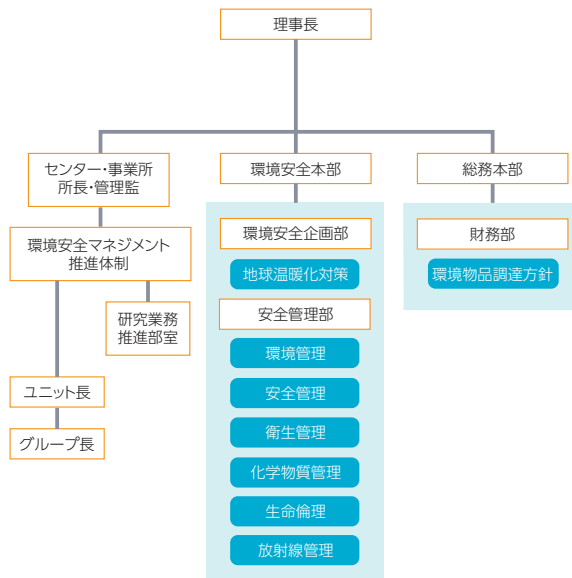 理事長
センター・事業所
所長・管理監
環境安全本部
総務本部
環境安全マネジメント
推進体制
研究業務
推進部室
ユニット長
グループ長
環境安全企画部
地球温暖化対策
安全管理部
環境管理
安全管理
衛生管理
化学物質管理
生命倫理
放射線管理
財務部
環境物品調達方針